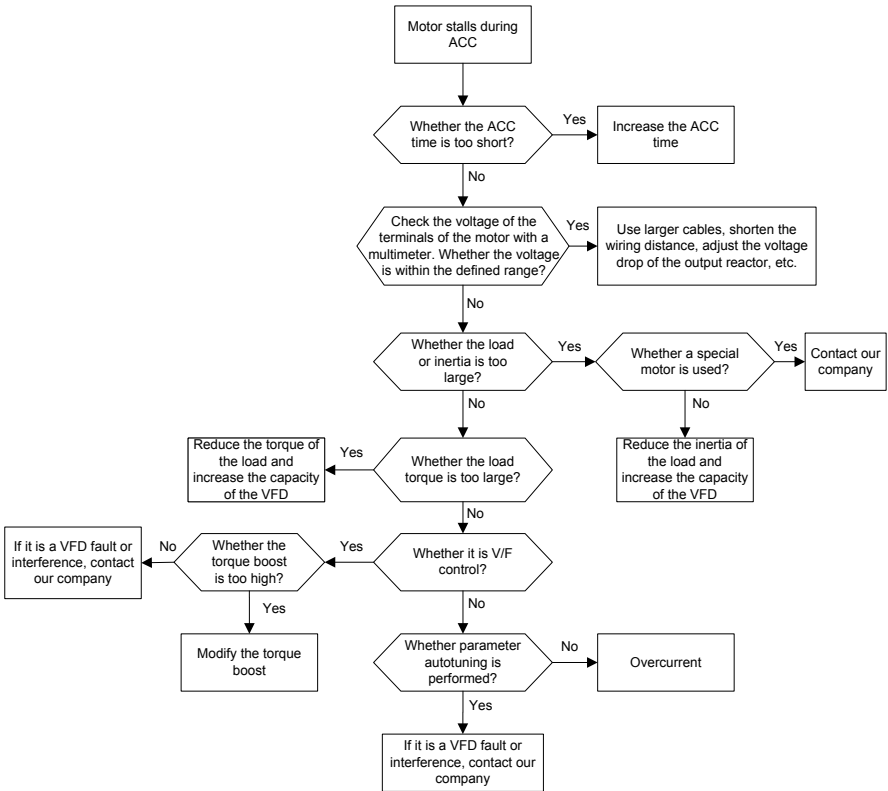 Motor stalls during
ACC
Whether the ACC
time is too short?
Yes
Increase the ACC
time
No
Check the voltage of the
terminals of the motor with a
multimeter. Whether the voltage
is within the defined range?
Yes
Use larger cables, shorten the
wiring distance, adjust the voltage
drop of the output reactor, etc.
No
Whether the load
or inertia is too
large?
Yes
Whether a special
motor is used?
Yes
Contact our
company
No
No
Reduce the torque of
the load and
increase the capacity
of the VFD
Yes
Whether the load
torque is too large?
Reduce the inertia of
the load and
increase the capacity
of the VFD
No
If it is a VFD fault or
interference, contact
our company
No
Whether the
torque boost
is too high?
Yes
Whether it is V/F
control?
Yes
No
Modify the torque
boost
Whether parameter
autotuning is
performed?
No
Overcurrent
Yes
If it is a VFD fault or
interference, contact our
company